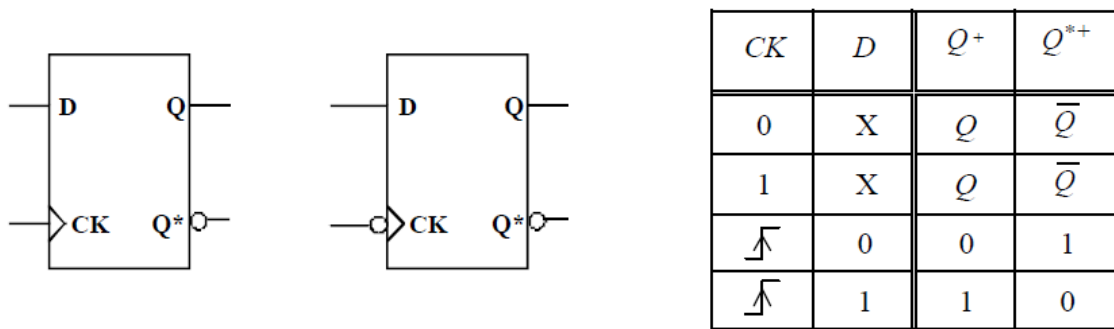 D Q
CK Q*
D Q
CK Q*
CK D Q⁺ Q*⁺
0 X Q Q̅
1 X Q Q̅
0 0 1
1 1 0